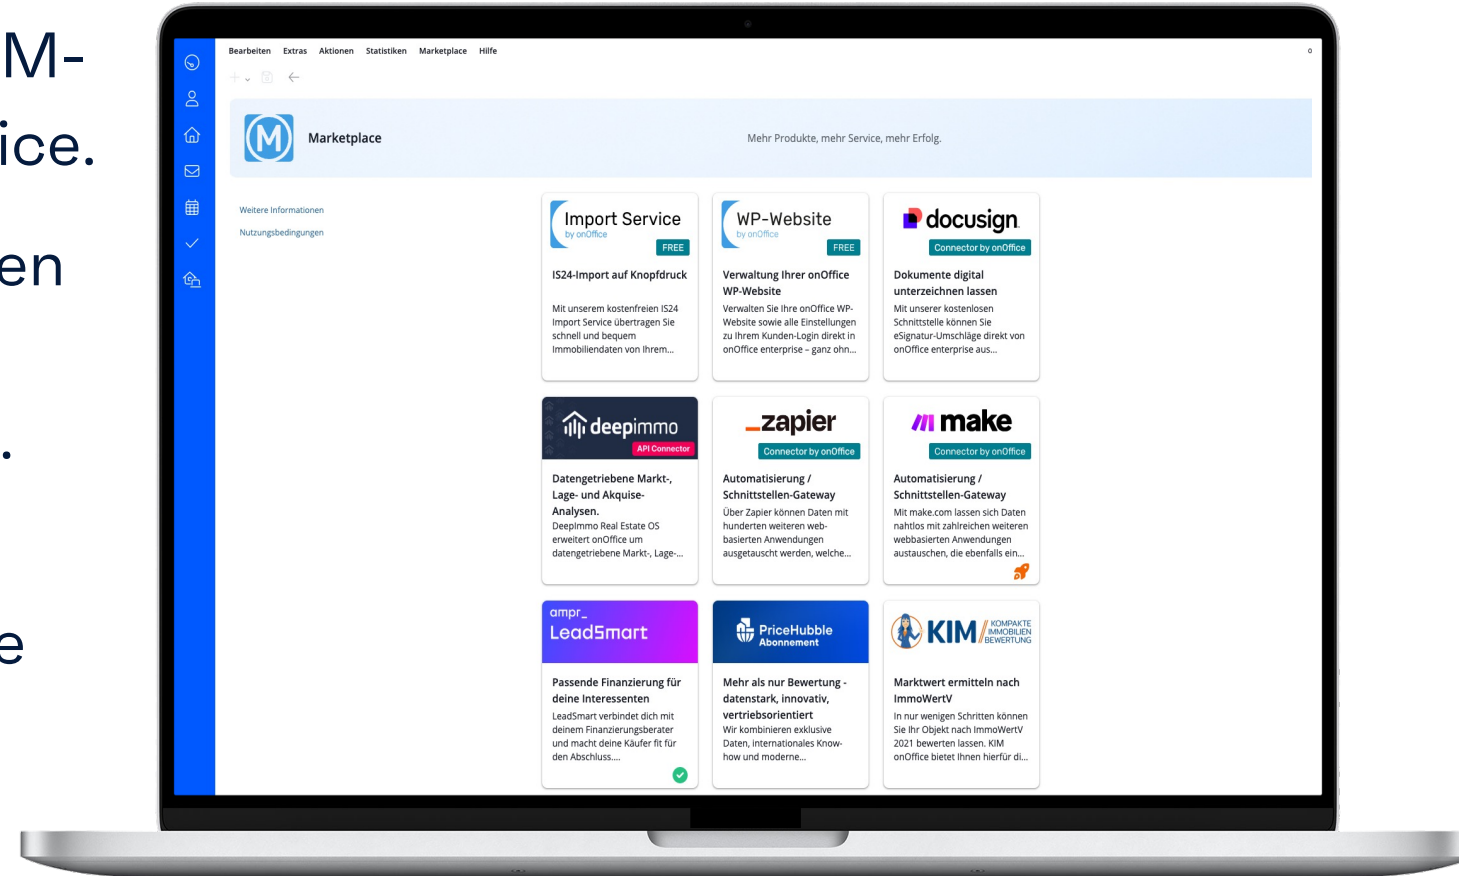 M-
ice.
en
.
e
.
Bearbeiten Extras Aktionen Statistiken Marketplace Hilfe
0
M
Marketplace
Mehr Produkte, mehr Service, mehr Erfolg.
Weitere Informationen
Nutzungsbedingungen
Import Service
by onOffice
FREE
IS24-Import auf Knopfdruck
Mit unserem kostenfreien IS24
Import Service übertragen Sie
schnell und bequem
Immobiliendaten von Ihrem...
WP-Website
by onOffice
FREE
Verwaltung Ihrer onOffice
WP-Website
Verwalten Sie Ihre onOffice WP-
Website sowie alle Einstellungen
zu Ihrem Kunden-Login direkt in
onOffice enterprise – ganz ohn...
docusign
Connector by onOffice
Dokumente digital
unterzeichnen lassen
Mit unserer kostenlosen
Schnittstelle können Sie
eSignatur-Umschläge direkt von
onOffice enterprise aus...
deepimmo
API Connector
Datengetriebene Markt-,
Lage- und Akquise-
Analysen.
DeepImmo Real Estate OS
erweitert onOffice um
datengetriebene Markt-, Lage-...
_zapier
Connector by onOffice
Automatisierung /
Schnittstellen-Gateway
Über Zapier können Daten mit
hunderten weiteren web-
basierten Anwendungen
ausgetauscht werden, welche...
make
Connector by onOffice
Automatisierung /
Schnittstellen-Gateway
Mit make.com lassen sich Daten
nahtlos mit zahlreichen weiteren
webbasierten Anwendungen
austauschen, die ebenfalls ein...
ampr_
LeadSmart
Passende Finanzierung für
deine Interessenten
LeadSmart verbindet dich mit
deinem Finanzierungsberater
und macht deine Käufer fit für
den Abschluss....
PriceHubble
Abonnement
Mehr als nur Bewertung -
datenstark, innovativ,
vertriebsorientiert
Wir kombinieren exklusive
Daten, internationales Know-
how und moderne...
KIM
KOMPAKTE
IMMOBILIEN
BEWERTUNG
Marktwert ermitteln nach
ImmoWertV
In nur wenigen Schritten können
Sie Ihr Objekt nach ImmoWertV
2021 bewerten lassen. KIM
onOffice bietet Ihnen hierfür di...